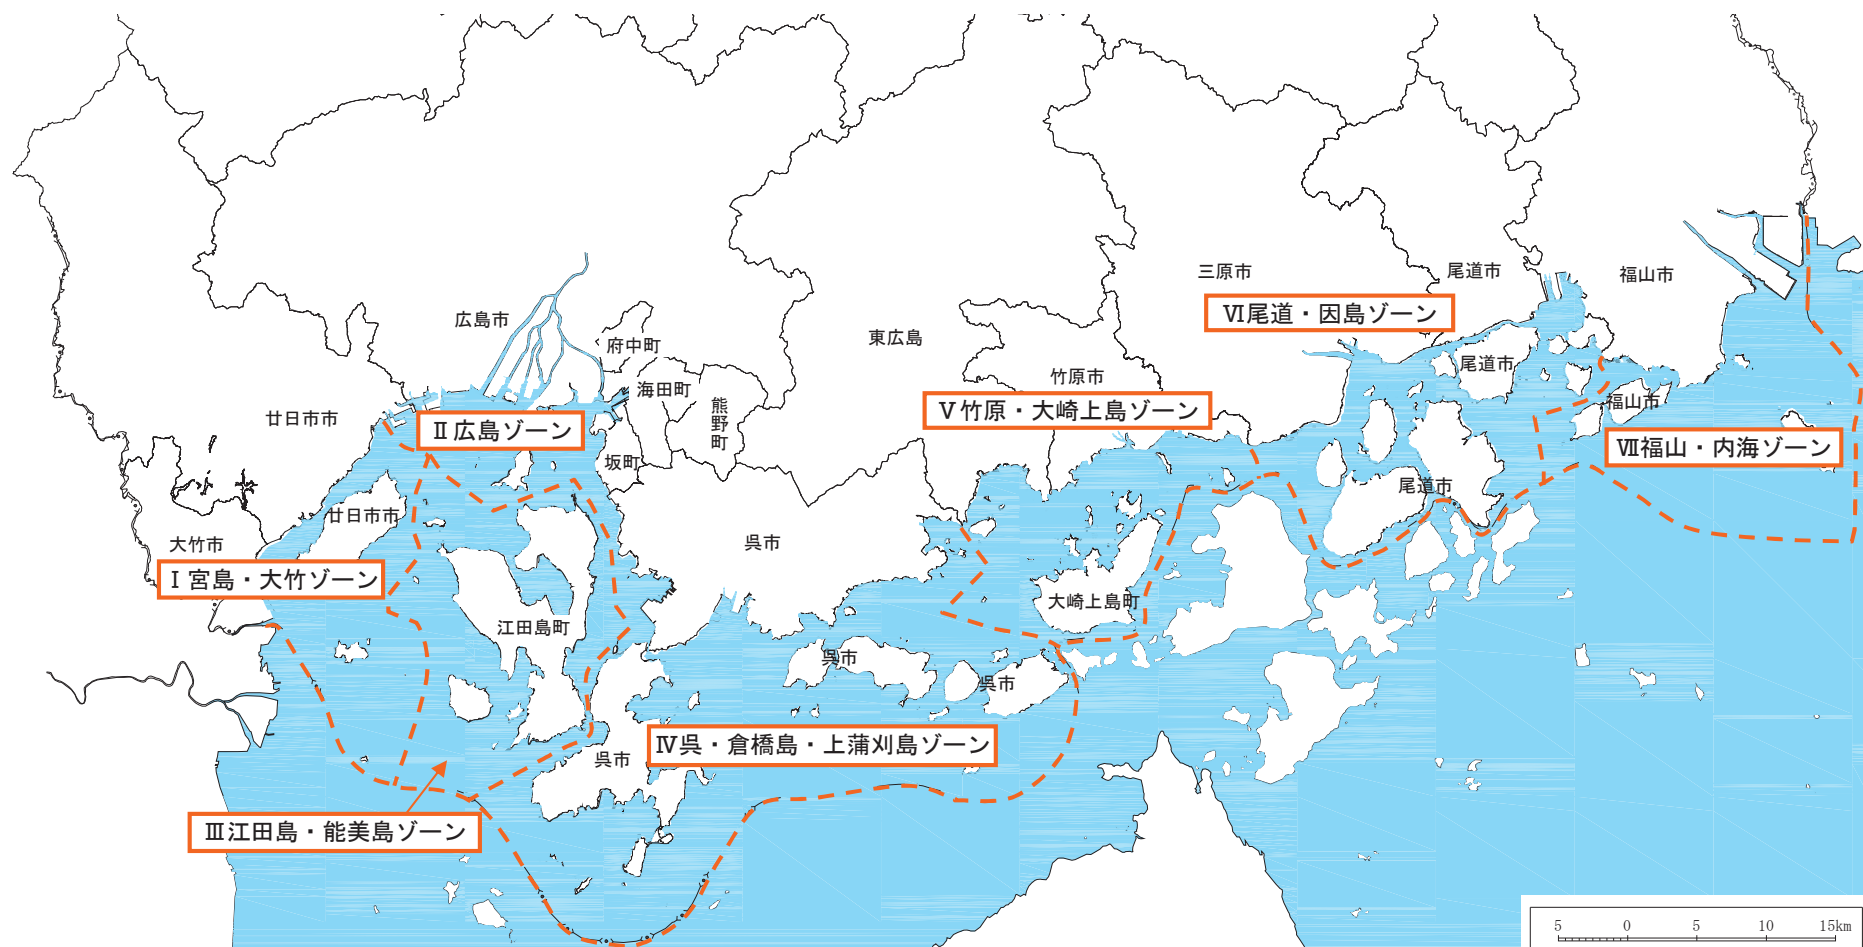 三原市
尾道市
福山市
Ⅵ尾道・因島ゾーン
広島市
府中町
東広島
尾道市
竹原市
海田町
福山市
熊野町
Ⅴ竹原・大崎上島ゾーン
廿日市市
Ⅱ広島ゾーン
Ⅶ福山・内海ゾーン
坂町
尾道市
廿日市市
大竹市
呉市
Ⅰ宮島・大竹ゾーン
大崎上島町
江田島町
呉市
呉市
Ⅳ呉・倉橋島・上蒲刈島ゾーン
呉市
Ⅲ江田島・能美島ゾーン
5 0 5 10 15km